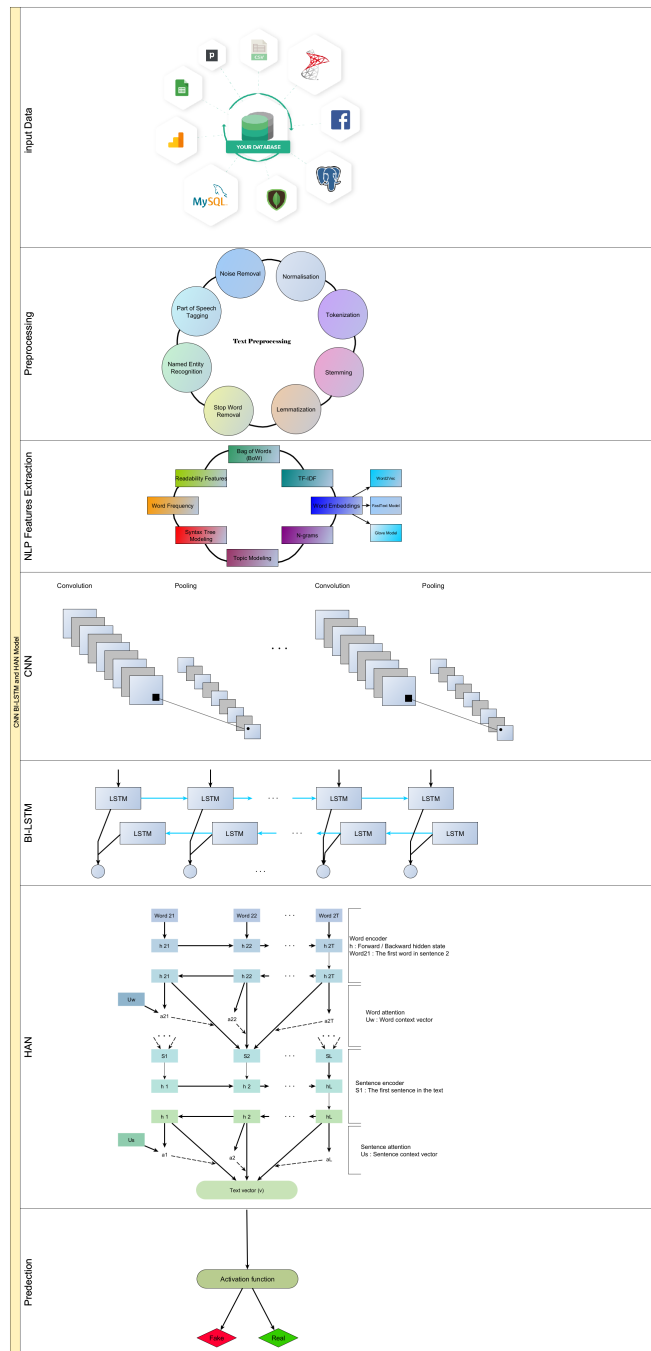 CNN BI-LSTM and HAN Model
input Data
CSV
YOUR DATABASE
MySQL
Preprocessing
Noise Removal
Normalisation
Part of Speech
Tagging
Tokenization
Text Preprocessing
Named Entity
Recognition
Stemming
Stop Word
Removal
Lemmatization
NLP Features Extraction
Bag of Words
(BoW)
Readability Features
TF-IDF
Word2Vec
Word Frequency
Word Embeddings
FastText Model
Syntax Tree
Modeling
N-grams
Glove Model
Topic Modeling
CNN
Convolution
Pooling
. . .
Convolution
Pooling
BI-LSTM
LSTM
LSTM
. . .
LSTM
LSTM
LSTM
LSTM
. . .
LSTM
LSTM
. . .
HAN
Word 21
Word 22
. . .
Word 2T
h 21
h 22
. . .
h 2T
Word encoder
h : Forward / Backward hidden state
Word21 : The first word in sentence 2
h 21
h 22
. . .
h 2T
Uw
a21
a22
a2T
Word attention
Uw : Word context vector
. . .
. . .
S1
S2
. . .
SL
h 1
h 2
. . .
hL
Sentence encoder
S1 : The first sentence in the text
h 1
h 2
. . .
hL
Us
a1
a2
aL
Sentence attention
Us : Sentence context vector
Text vector (v)
Predection
Activation function
Fake
Real